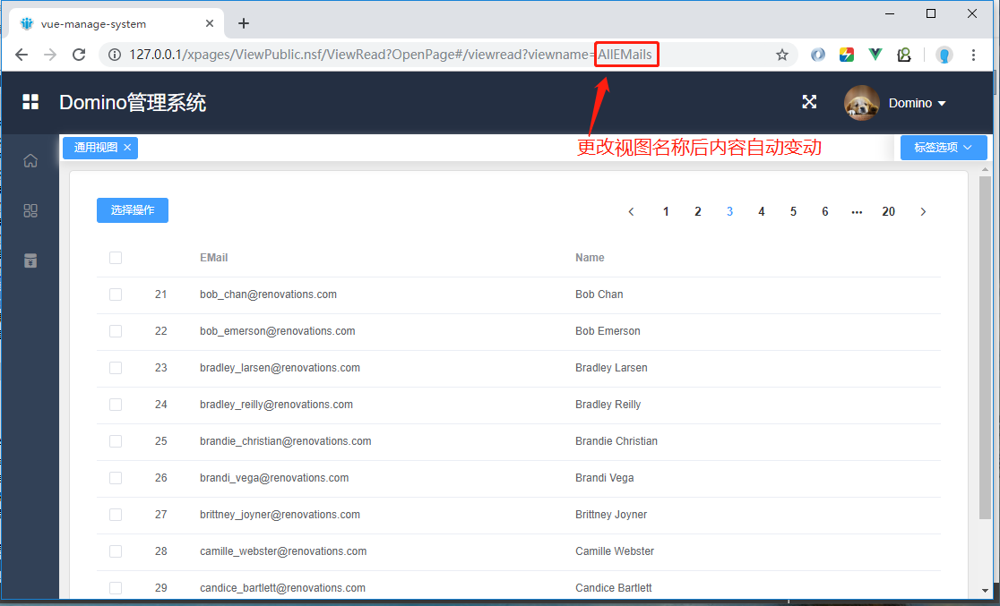 vue-manage-system
127.0.0.1/xpages/ViewPublic.nsf/ViewRead?OpenPage#/viewread?viewname=AllEMails
Domino管理系统
Domino
通用视图
更改视图名称后内容自动变动
标签选项
选择操作
1 2 3 4 5 6 ••• 20
EMail Name
21 bob_chan@renovations.com Bob Chan
22 bob_emerson@renovations.com Bob Emerson
23 bradley_larsen@renovations.com Bradley Larsen
24 bradley_reilly@renovations.com Bradley Reilly
25 brandie_christian@renovations.com Brandie Christian
26 brandi_vega@renovations.com Brandi Vega
27 brittney_joyner@renovations.com Brittney Joyner
28 camille_webster@renovations.com Camille Webster
29 candice_bartlett@renovations.com Candice Bartlett